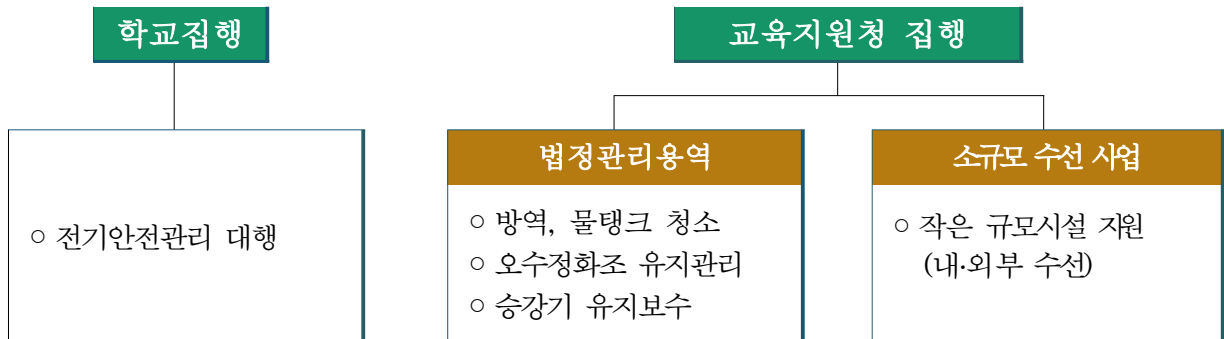 학교집행
교육지원청 집행
○ 전기안전관리 대행
법정관리용역
○ 방역, 물탱크 청소
○ 오수정화조 유지관리
○ 승강기 유지보수
소규모 수선 사업
○ 작은 규모시설 지원
(내·외부 수선)